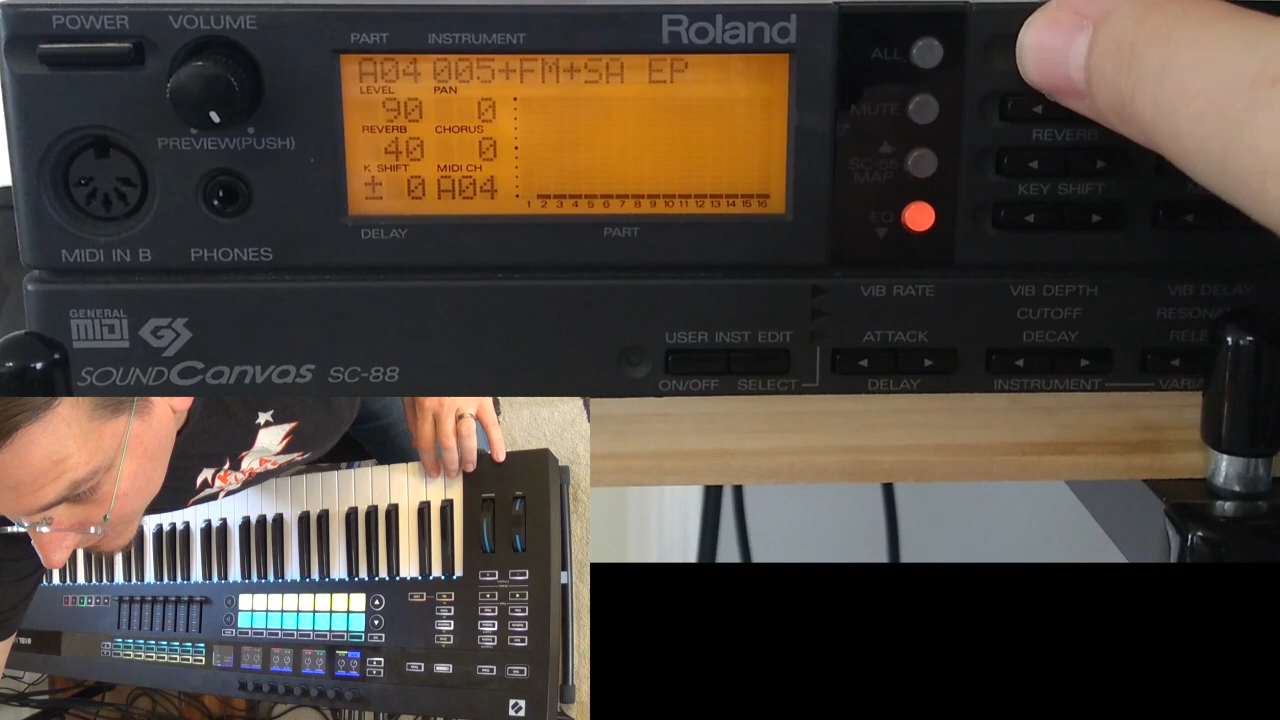 POWER VOLUME PART INSTRUMENT Roland
A04 005+FM+SA EP
LEVEL PAN
90 0
REVERB CHORUS
40 0
K SHIFT MIDI CH
± 0 A04
1 2 3 4 5 6 7 8 9 10 11 12 13 14 15 16
DELAY PART
PREVIEW(PUSH)
MIDI IN B PHONES
ALL
MUTE
SC-55
MAP
EQ
REVERB
KEY SHIFT
GENERAL
MIDI GS
SOUND Canvas SC-88
USER INST EDIT
ON/OFF SELECT
VIB RATE VIB DEPTH VIB DELAY
CUTOFF
ATTACK DECAY
DELAY INSTRUMENT